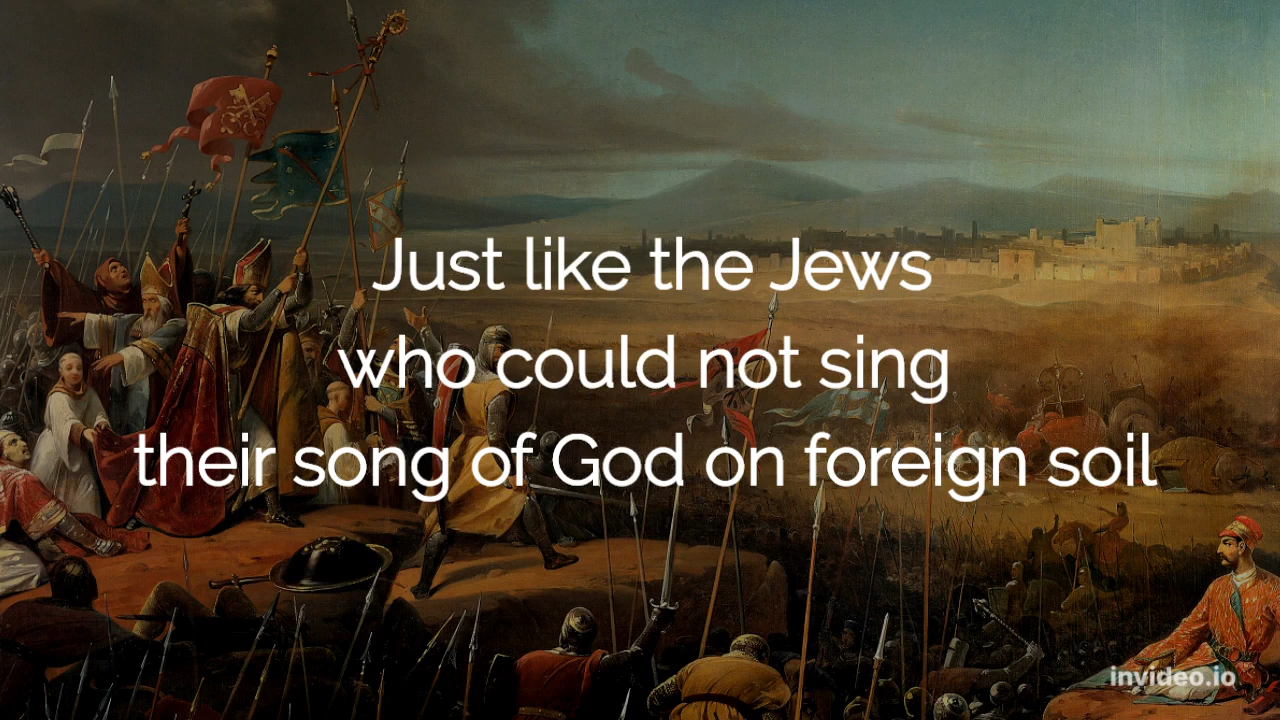 Just like the Jews
who could not sing
their song of God on foreign soil
invideo.io